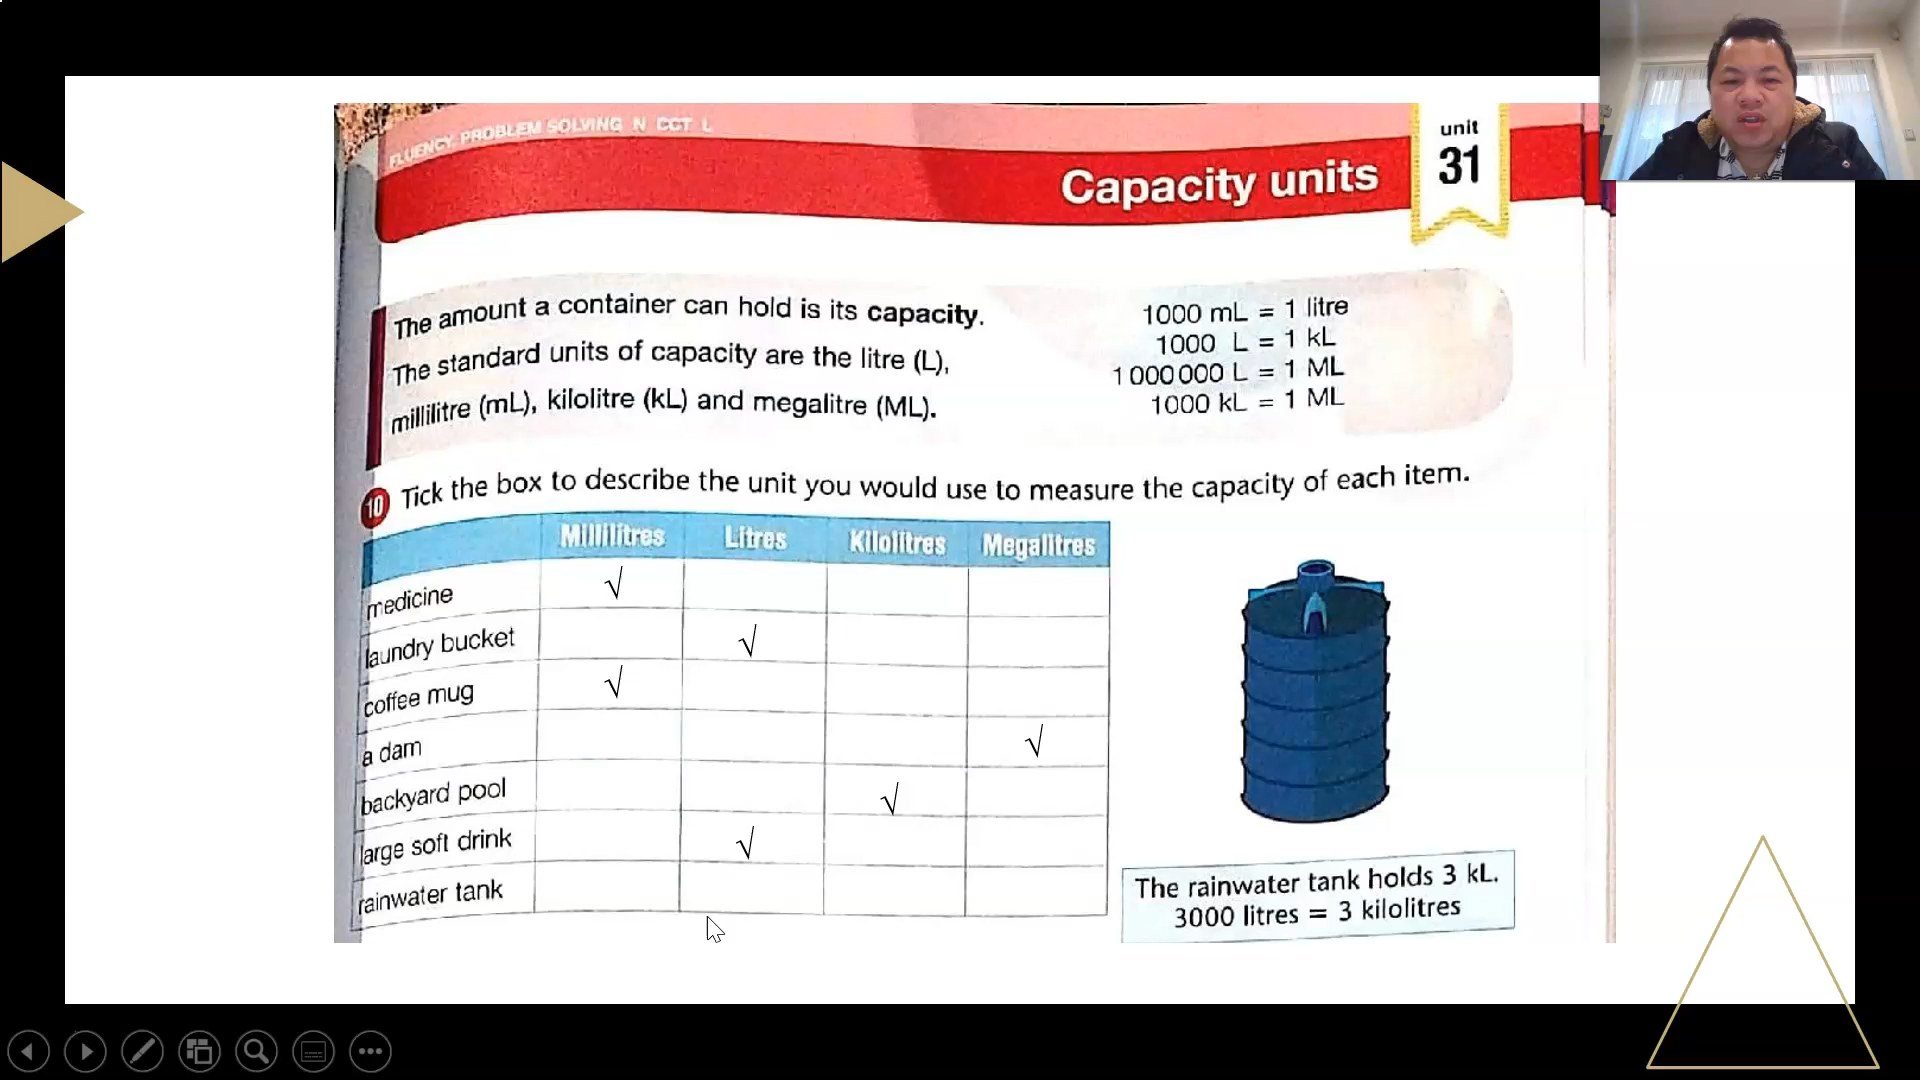 FLUENCY, PROBLEM SOLVING N CCT L
Capacity units
unit
31
The amount a container can hold is its capacity.
The standard units of capacity are the litre (L),
millilitre (mL), kilolitre (kL) and megalitre (ML).
1000 mL = 1 litre
1000 L = 1 kL
1 000 000 L = 1 ML
1000 kL = 1 ML
10 Tick the box to describe the unit you would use to measure the capacity of each item.
Millilitres Litres Kilolitres Megalitres
medicine √
laundry bucket √
coffee mug √
a dam √
backyard pool √
large soft drink √
rainwater tank
The rainwater tank holds 3 kL.
3000 litres = 3 kilolitres